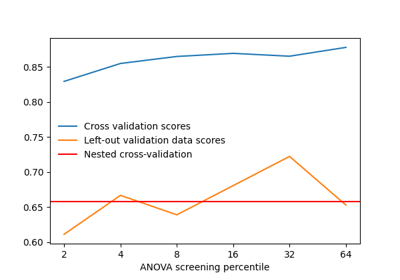 0.85
0.80
0.75
0.70
0.65
0.60
Cross validation scores
Left-out validation data scores
Nested cross-validation
2 4 8 16 32 64
ANOVA screening percentile